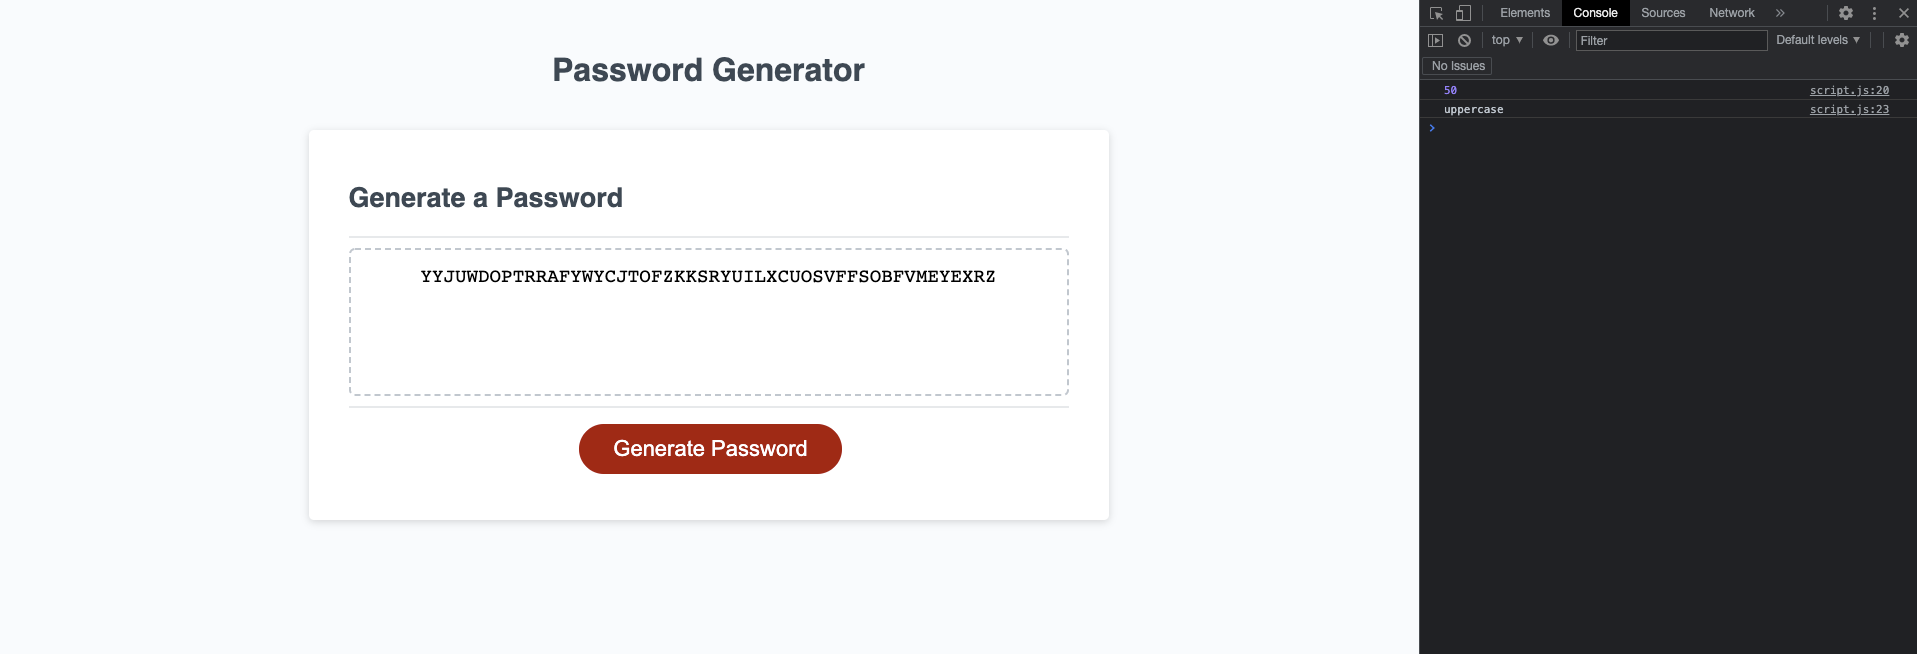 Password Generator
Generate a Password
YYJUWDOPTRRAFYWYCJTOFZKKSRYUILXCUOSVFFSOBFVMEYEXRZ
Generate Password
Elements Console Sources Network
top Filter Default levels
No Issues
50 script.js:20
uppercase script.js:23